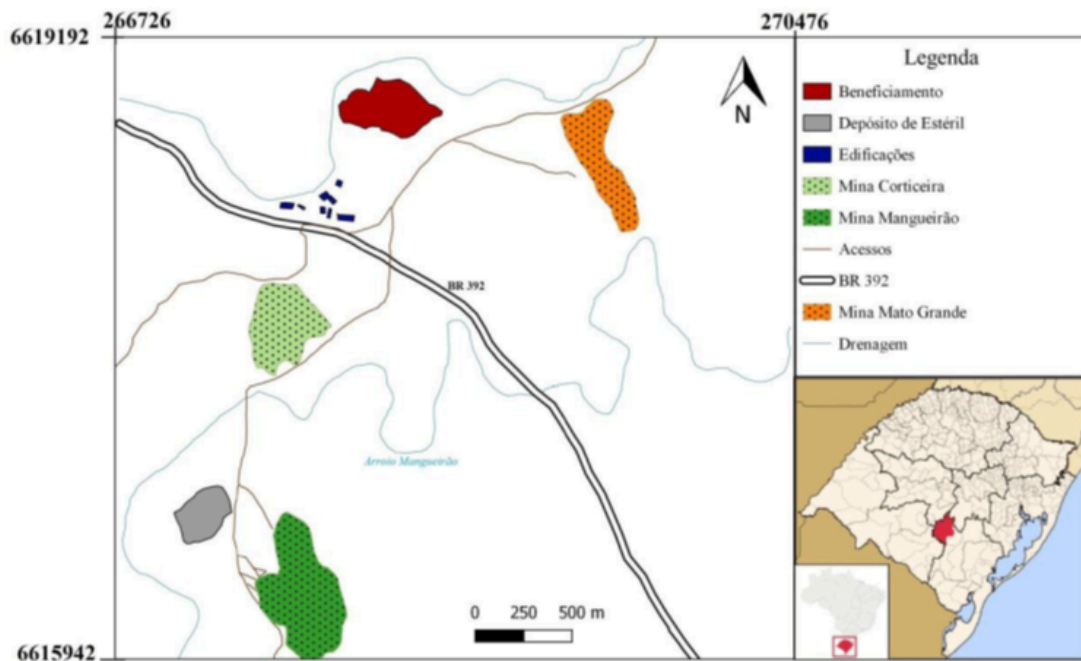 266726
270476
6619192
N
BR 392
Arroio Mangueirão
0 250 500 m
6615942
Legenda
Beneficiamento
Depósito de Estéril
Edificações
Mina Corticeira
Mina Mangueirão
Acessos
BR 392
Mina Mato Grande
Drenagem